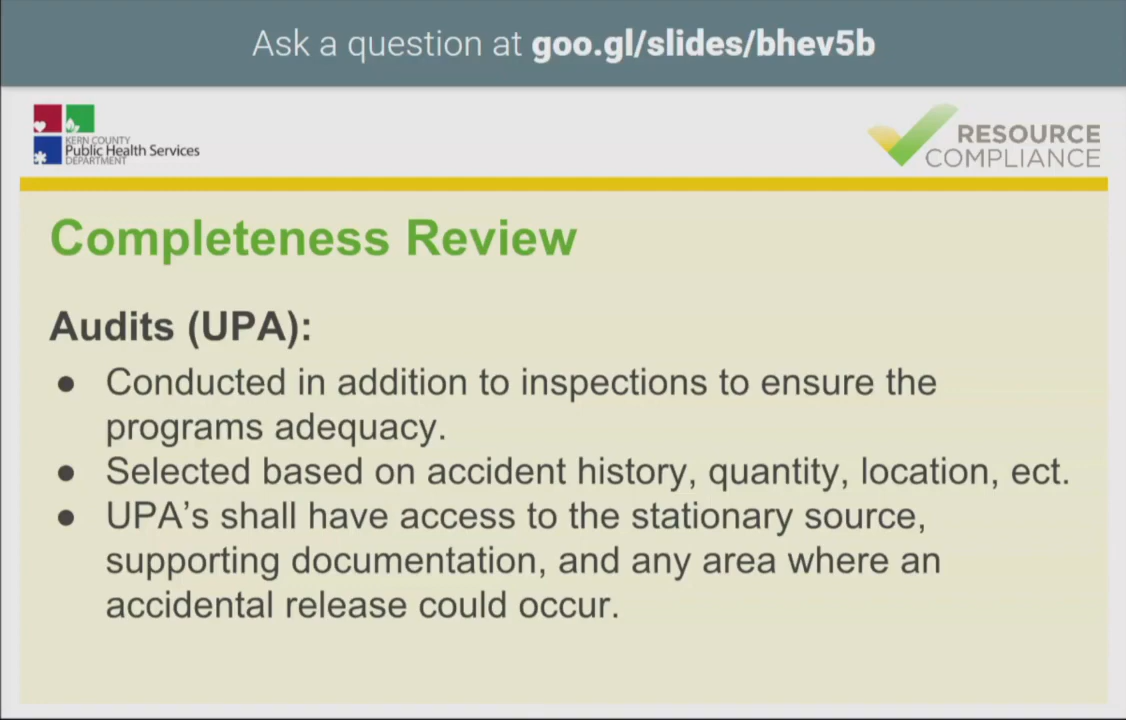 Ask a question at goo.gl/slides/bhev5b
KERN COUNTY
Public Health Services
DEPARTMENT
RESOURCE
COMPLIANCE
Completeness Review
Audits (UPA):
● Conducted in addition to inspections to ensure the
programs adequacy.
● Selected based on accident history, quantity, location, ect.
● UPA’s shall have access to the stationary source,
supporting documentation, and any area where an
accidental release could occur.